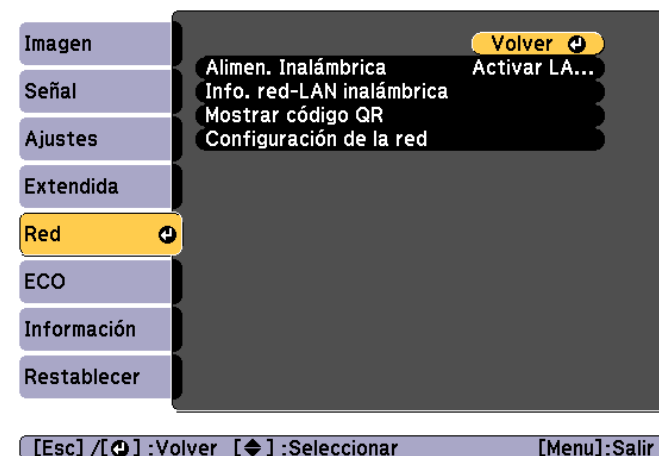 Imagen
Señal
Ajustes
Extendida
Red
ECO
Información
Restablecer
Volver
Alimen. Inalámbrica Activar LA...
Info. red-LAN inalámbrica
Mostrar código QR
Configuración de la red
[Esc] /[ ] :Volver [ ] :Seleccionar [Menu]:Salir